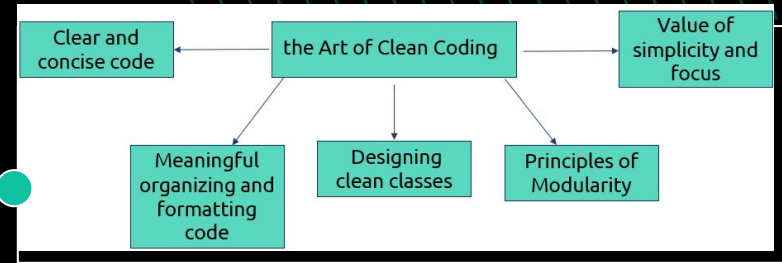 Clear and
concise code
the Art of Clean Coding
Value of
simplicity and
focus
Meaningful
organizing and
formatting
code
Designing
clean classes
Principles of
Modularity